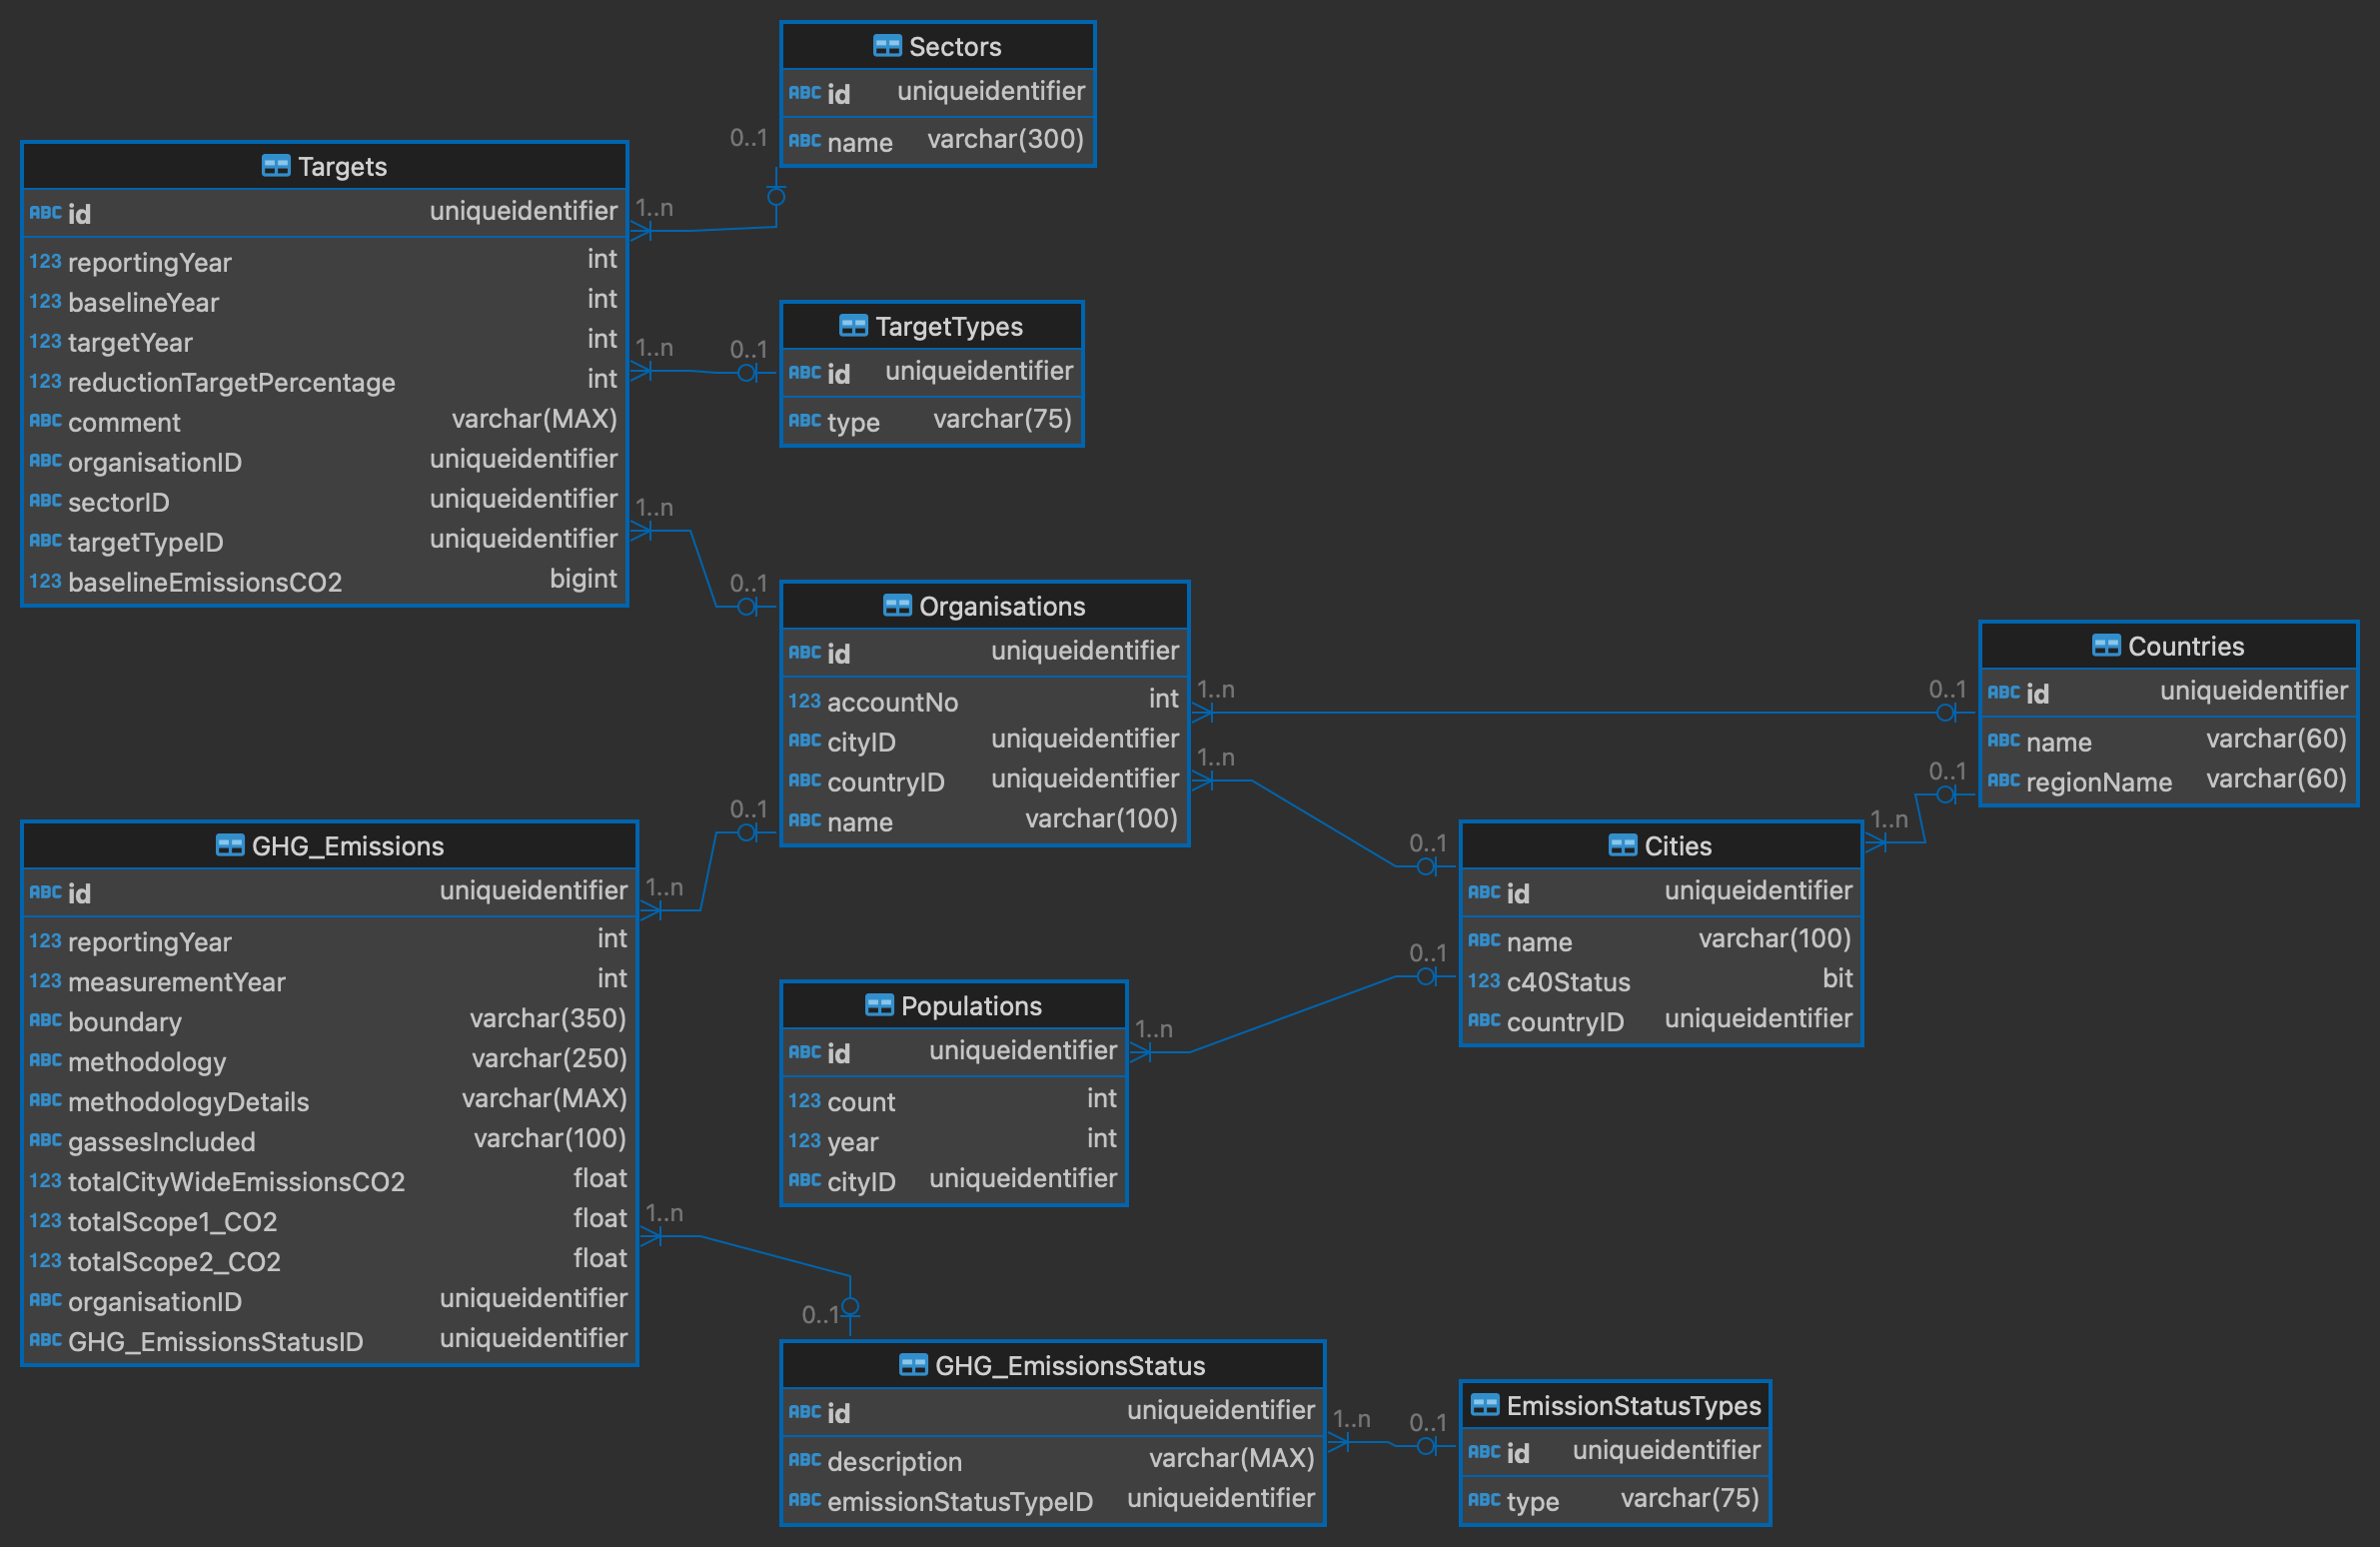 Sectors
ABC id uniqueidentifier
ABC name varchar(300)
0..1
Targets
ABC id uniqueidentifier
123 reportingYear int
123 baselineYear int
123 targetYear int
123 reductionTargetPercentage int
ABC comment varchar(MAX)
ABC organisationID uniqueidentifier
ABC sectorID uniqueidentifier
ABC targetTypeID uniqueidentifier
123 baselineEmissionsCO2 bigint
1..n
1..n
0..1
1..n
0..1
TargetTypes
ABC id uniqueidentifier
ABC type varchar(75)
Organisations
ABC id uniqueidentifier
123 accountNo int
ABC cityID uniqueidentifier
ABC countryID uniqueidentifier
ABC name varchar(100)
1..n
0..1
1..n
0..1
Countries
ABC id uniqueidentifier
ABC name varchar(60)
ABC regionName varchar(60)
0..1
1..n
0..1
1..n
GHG_Emissions
ABC id uniqueidentifier
123 reportingYear int
123 measurementYear int
ABC boundary varchar(350)
ABC methodology varchar(250)
ABC methodologyDetails varchar(MAX)
ABC gassesIncluded varchar(100)
123 totalCityWideEmissionsCO2 float
123 totalScope1_CO2 float
123 totalScope2_CO2 float
ABC organisationID uniqueidentifier
ABC GHG_EmissionsStatusID uniqueidentifier
Cities
ABC id uniqueidentifier
ABC name varchar(100)
123 c40Status bit
ABC countryID uniqueidentifier
0..1
1..n
Populations
ABC id uniqueidentifier
123 count int
123 year int
ABC cityID uniqueidentifier
1..n
0..1
GHG_EmissionsStatus
ABC id uniqueidentifier
ABC description varchar(MAX)
ABC emissionStatusTypeID uniqueidentifier
1..n
0..1
EmissionStatusTypes
ABC id uniqueidentifier
ABC type varchar(75)